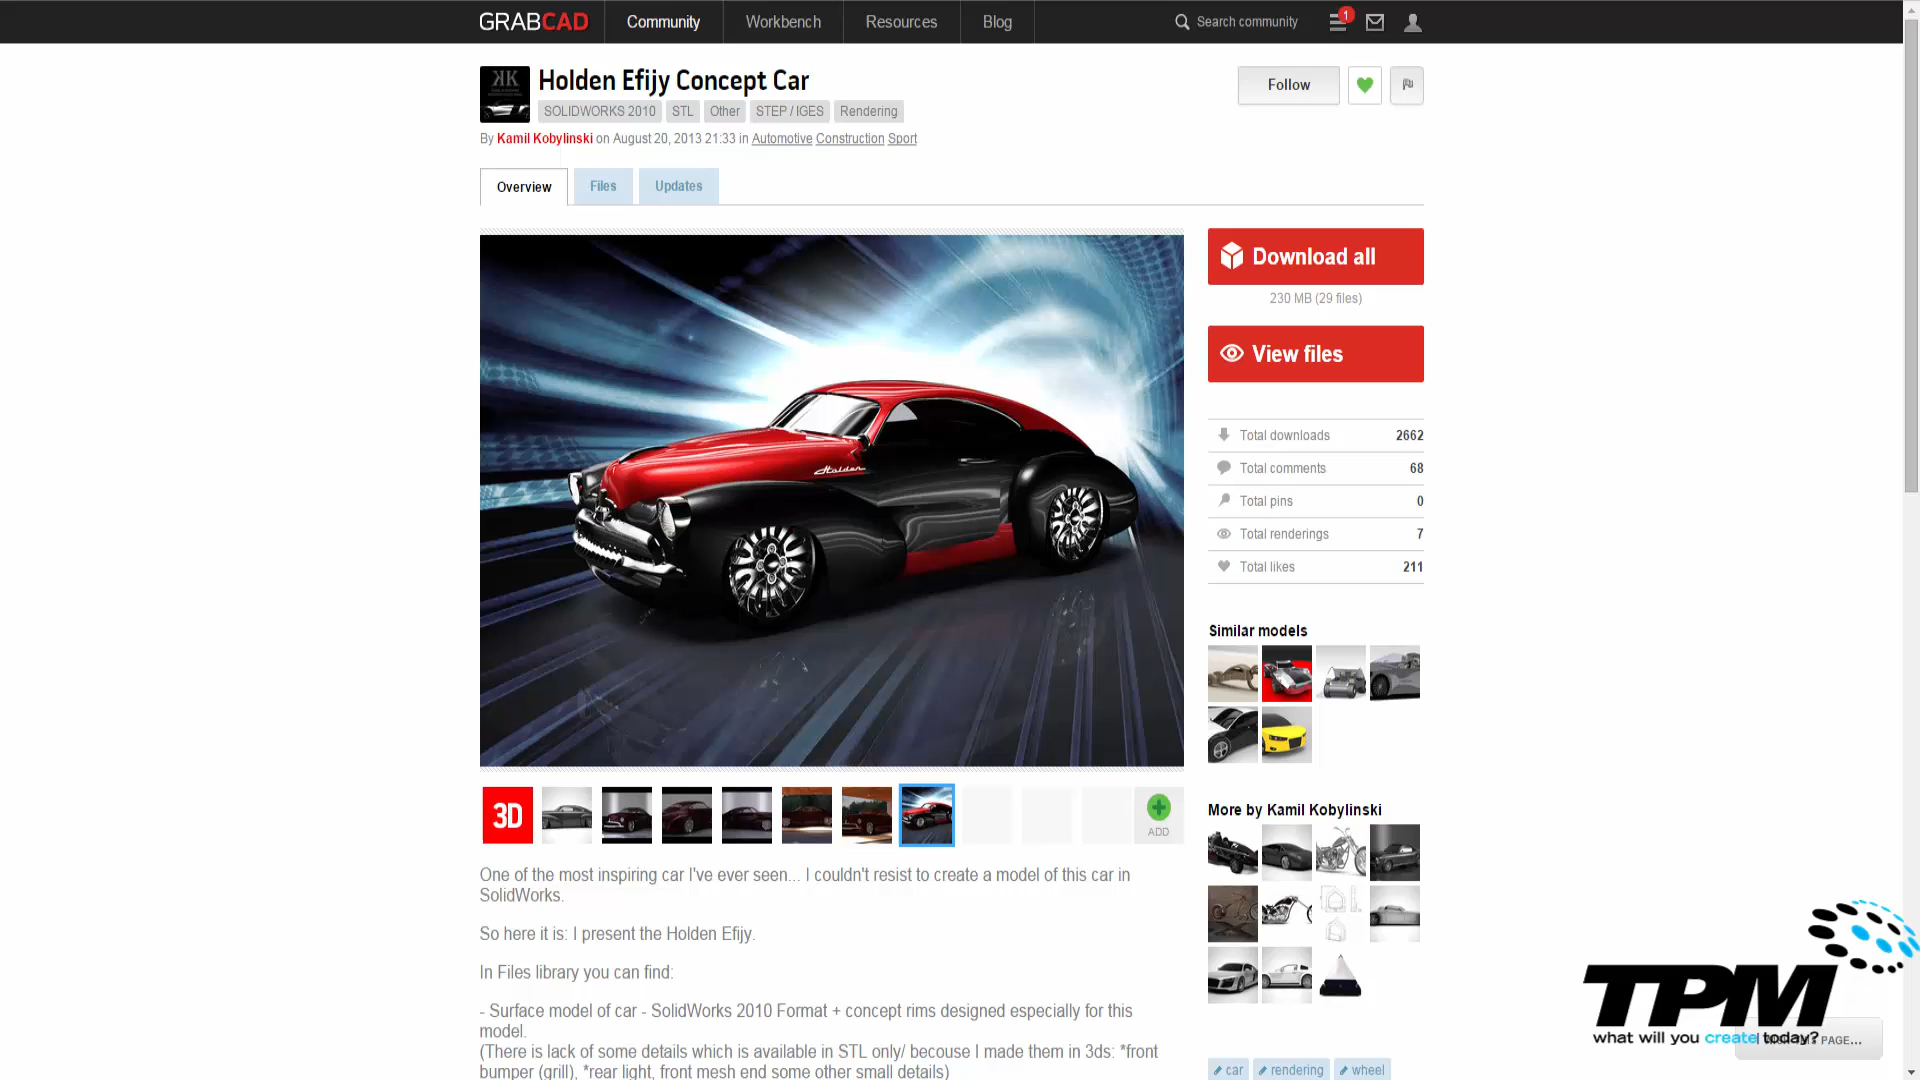 GRABCAD Community Workbench Resources Blog Search community 1
KK
Holden Efijy Concept Car
Follow
SOLIDWORKS 2010 STL Other STEP / IGES Rendering
By Kamil Kobylinski on August 20, 2013 21:33 in Automotive Construction Sport
Overview Files Updates
Download all
230 MB (29 files)
View files
Total downloads 2662
Total comments 68
Total pins 0
Total renderings 7
Total likes 211
Holden
Similar models
3D
ADD
More by Kamil Kobylinski
One of the most inspiring car I've ever seen... I couldn't resist to create a model of this car in
SolidWorks.
So here it is: I present the Holden Efijy.
In Files library you can find:
- Surface model of car - SolidWorks 2010 Format + concept rims designed especially for this
model.
(There is lack of some details which is available in STL only/ becouse I made them in 3ds: *front
bumper (grill), *rear light, front mesh end some other small details)
car rendering wheel
TPM
what will you create today?
PAGE...